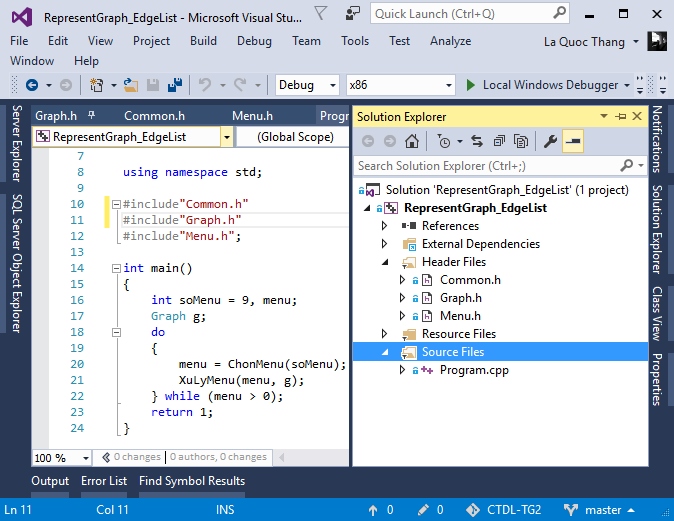 RepresentGraph_EdgeList - Microsoft Visual Stu...
Quick Launch (Ctrl+Q)
File Edit View Project Build Debug Team Tools Test Analyze
La Quoc Thang
Window Help
Debug x86 Local Windows Debugger
Server Explorer
SQL Server Object Explorer
Graph.h Common.h Menu.h Progr
RepresentGraph_EdgeList (Global Scope)
7
8 using namespace std;
9
10 #include"Common.h"
11 #include"Graph.h"
12 #include"Menu.h";
13
14 int main()
15 {
16 int soMenu = 9, menu;
17 Graph g;
18 do
19 {
20 menu = ChonMenu(soMenu);
21 XuLyMenu(menu, g);
22 } while (menu > 0);
23 return 1;
24 }
100 % 0 changes | 0 authors, 0 changes
Solution Explorer
Search Solution Explorer (Ctrl+;)
Solution 'RepresentGraph_EdgeList' (1 project)
RepresentGraph_EdgeList
References
External Dependencies
Header Files
Common.h
Graph.h
Menu.h
Resource Files
Source Files
Program.cpp
Notifications
Solution Explorer
Class View
Properties
Output Error List Find Symbol Results
Ln 11 Col 11 INS 0 0 CTDL-TG2 master